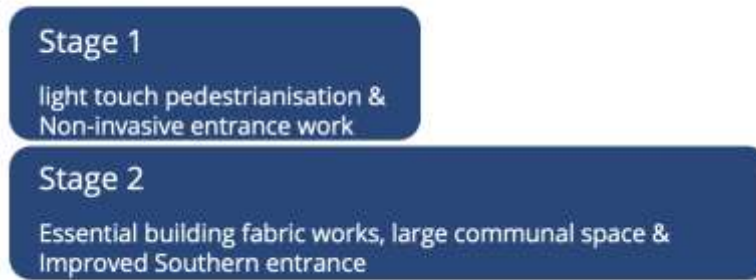 Stage 1
light touch pedestrianisation &
Non-invasive entrance work
Stage 2
Essential building fabric works, large communal space &
Improved Southern entrance